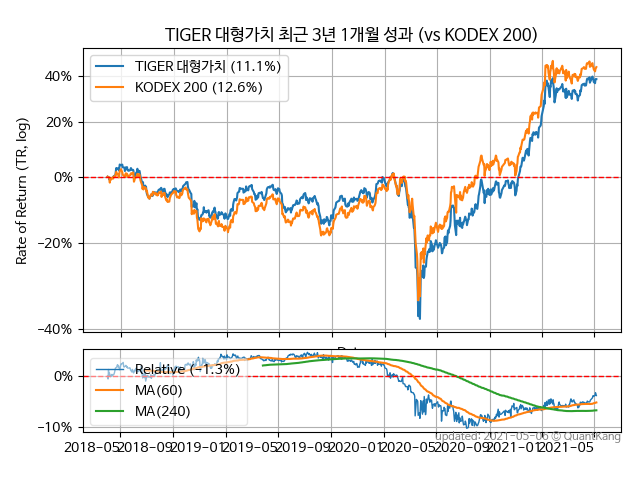 TIGER 대형가치 최근 3년 1개월 성과 (vs KODEX 200)
Rate of Return (TR, log)
40%
20%
0%
−20%
−40%
TIGER 대형가치 (11.1%)
KODEX 200 (12.6%)
0%
−10%
Relative (−1.3%)
MA(60)
MA(240)
updated: 2021-05-06 © QuantKang
2018-05 2018-09 2019-01 2019-05 2019-09 2020-01 2020-05 2020-09 2021-01 2021-05